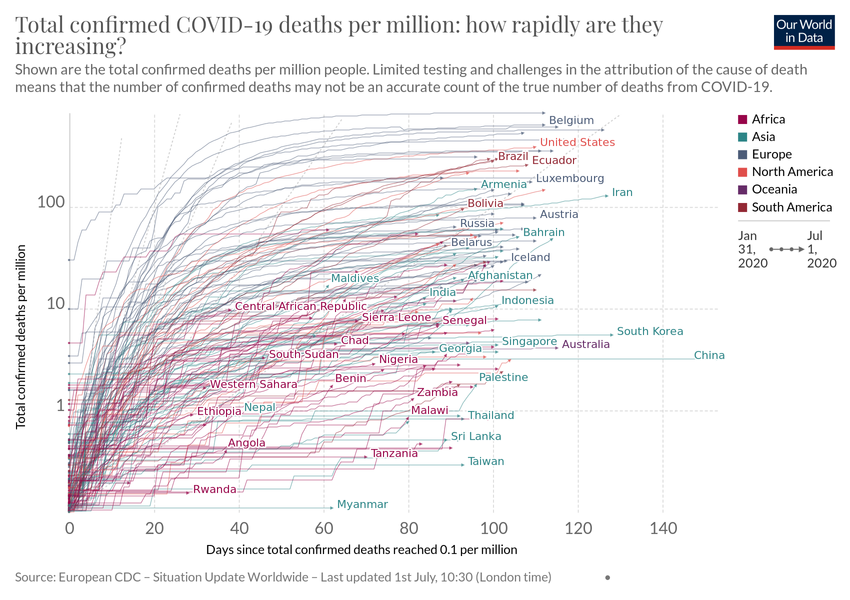 Total confirmed COVID-19 deaths per million: how rapidly are they
increasing?
Our World
in Data
Shown are the total confirmed deaths per million people. Limited testing and challenges in the attribution of the cause of death
means that the number of confirmed deaths may not be an accurate count of the true number of deaths from COVID-19.
Total confirmed deaths per million
100
10
1
Belgium
United States
Brazil
Ecuador
Luxembourg
Armenia
Iran
Bolivia
Austria
Russia
Bahrain
Belarus
Iceland
Maldives
Afghanistan
India
Indonesia
Central African Republic
Sierra Leone
Senegal
South Korea
Chad
Singapore
Australia
Georgia
South Sudan
China
Nigeria
Benin
Palestine
Western Sahara
Zambia
Ethiopia
Nepal
Malawi
Thailand
Angola
Sri Lanka
Tanzania
Taiwan
Rwanda
Myanmar
0
20
40
60
80
100
120
140
Days since total confirmed deaths reached 0.1 per million
Africa
Asia
Europe
North America
Oceania
South America
Jan
31,
2020
Jul
1,
2020
Source: European CDC – Situation Update Worldwide – Last updated 1st July, 10:30 (London time)